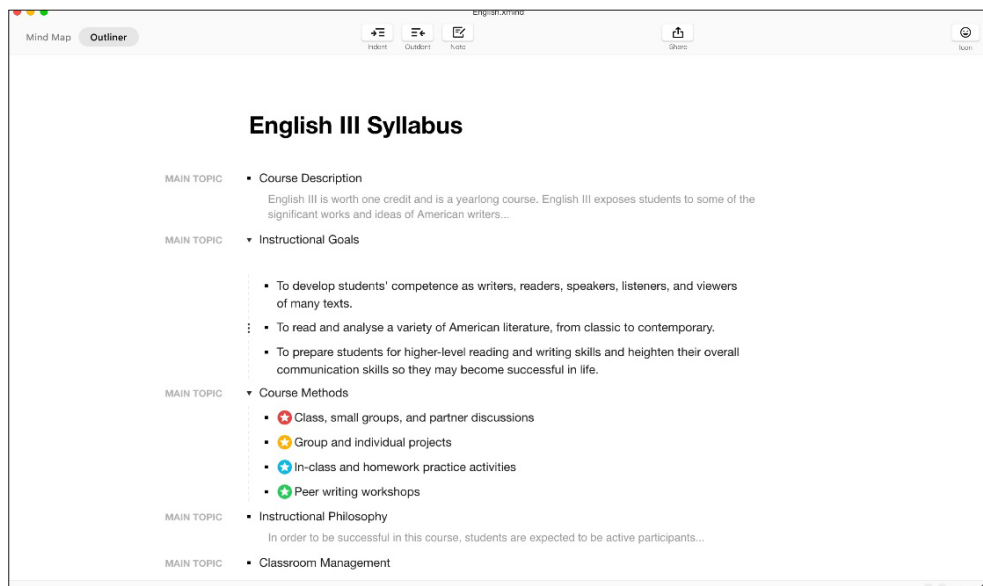 English.xmind
Mind Map Outliner
Indent Outdent Note Share Icon
English III Syllabus
MAIN TOPIC Course Description
English III is worth one credit and is a yearlong course. English III exposes students to some of the
significant works and ideas of American writers...
MAIN TOPIC Instructional Goals
To develop students' competence as writers, readers, speakers, listeners, and viewers
of many texts.
To read and analyse a variety of American literature, from classic to contemporary.
To prepare students for higher-level reading and writing skills and heighten their overall
communication skills so they may become successful in life.
MAIN TOPIC Course Methods
Class, small groups, and partner discussions
Group and individual projects
In-class and homework practice activities
Peer writing workshops
MAIN TOPIC Instructional Philosophy
In order to be successful in this course, students are expected to be active participants...
MAIN TOPIC Classroom Management